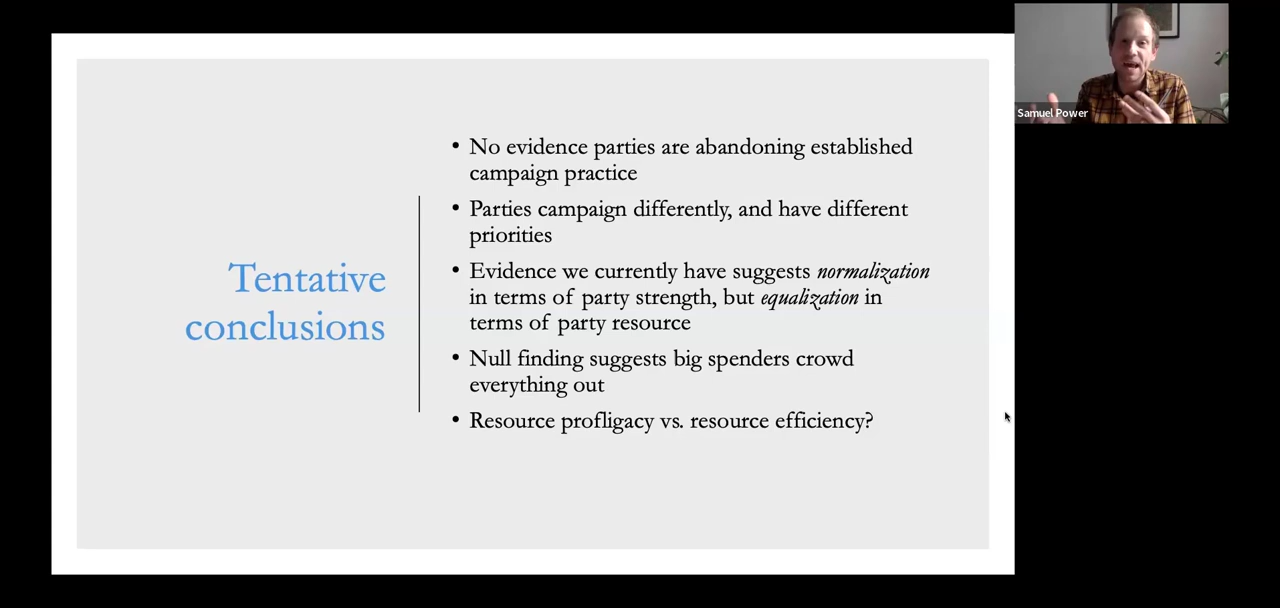 Tentative
conclusions
• No evidence parties are abandoning established
campaign practice
• Parties campaign differently, and have different
priorities
• Evidence we currently have suggests normalization
in terms of party strength, but equalization in
terms of party resource
• Null finding suggests big spenders crowd
everything out
• Resource profligacy vs. resource efficiency?
Samuel Power